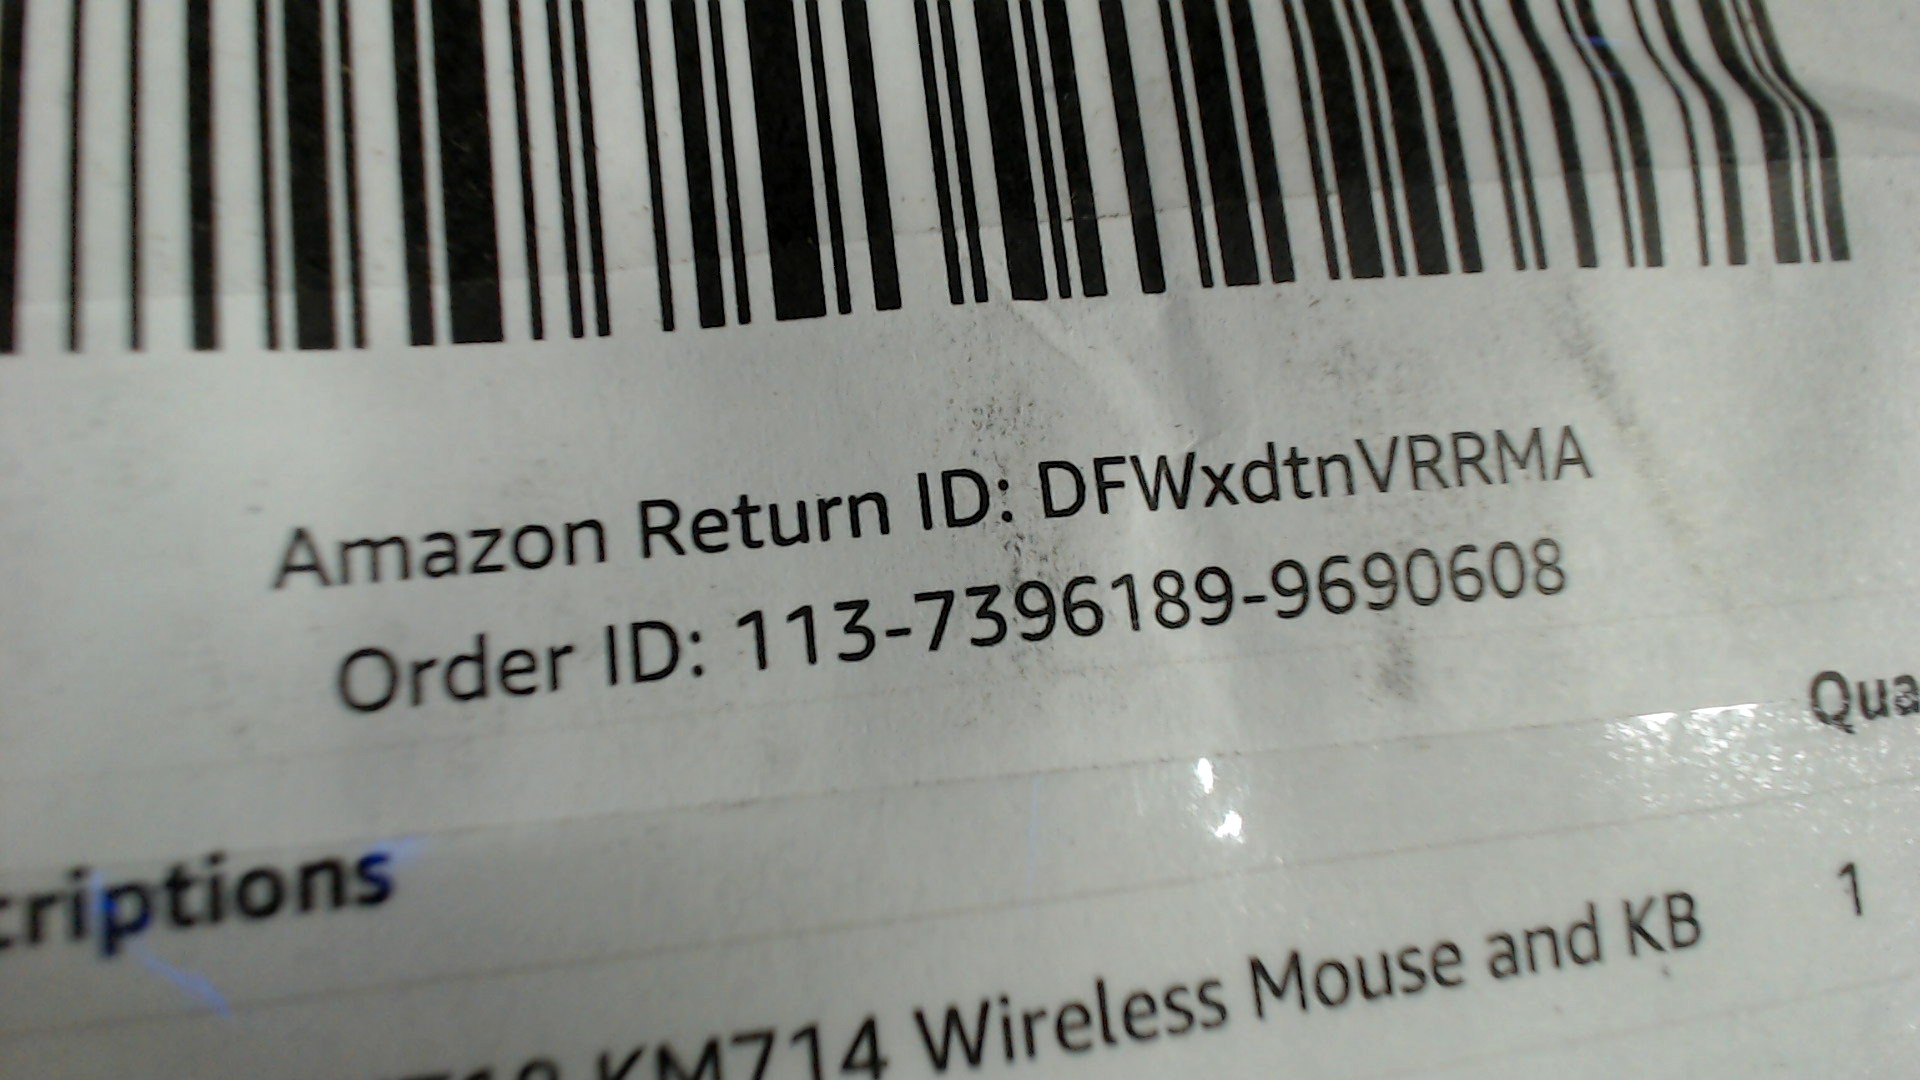 Amazon Return ID: DFWxdtnVRRMA
Order ID: 113-7396189-9690608
Qua
criptions
KM714 Wireless Mouse and KB 1